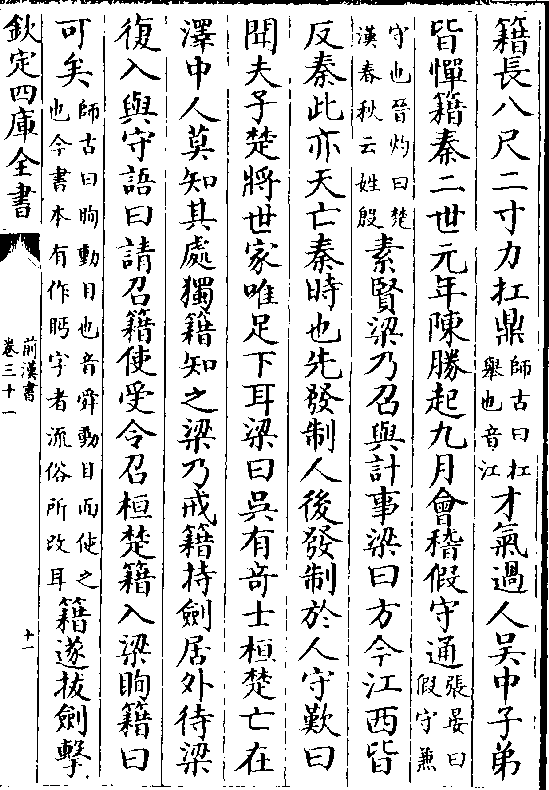 籍長八尺二寸力扛鼎師古曰扛舉也音江才氣過人吳中子弟
皆憚籍秦二世元年陳勝起九月會稽假守通張晏曰假守兼
守也晉灼曰楚漢春秋云姓殷素賢梁乃召與計事梁曰方今江西皆
反秦此亦天亡秦時也先發制人後發制於人守歎曰
聞夫子楚將世家唯足下耳梁曰吳有奇士桓楚亡在
澤中人莫知其處獨籍知之梁乃戒籍持劍居外待梁
復入與守語曰請召籍使受令召桓楚籍入梁眴籍曰
可矣師古曰眴動目也音舜動目而使之也今書本有作眄字者流俗所改耳籍遂拔劍擊
欽定四庫全書
前漢書
卷三十一
十一